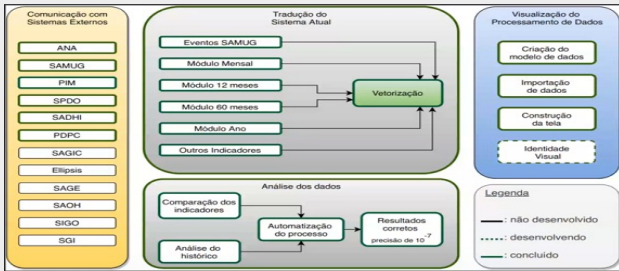 Comunicação com
Sistemas Externos
ANA
SAMUG
PIM
SPDO
SADHI
PDPC
SAGIC
Ellipsis
SAGE
SAOH
SIGO
SGI
Tradução do
Sistema Atual
Eventos SAMUG
Módulo Mensal
Módulo 12 meses
Módulo 60 meses
Módulo Ano
Outros Indicadores
Vetorização
Análise dos dados
Comparação dos
indicadores
Análise do
histórico
Automatização
do processo
Resultados
corretos
precisão de 10-7
Visualização do
Processamento de Dados
Criação do
modelo de dados
Importação
de dados
Construção
da tela
Identidade
Visual
Legenda
: não desenvolvido
: desenvolvendo
: concluído